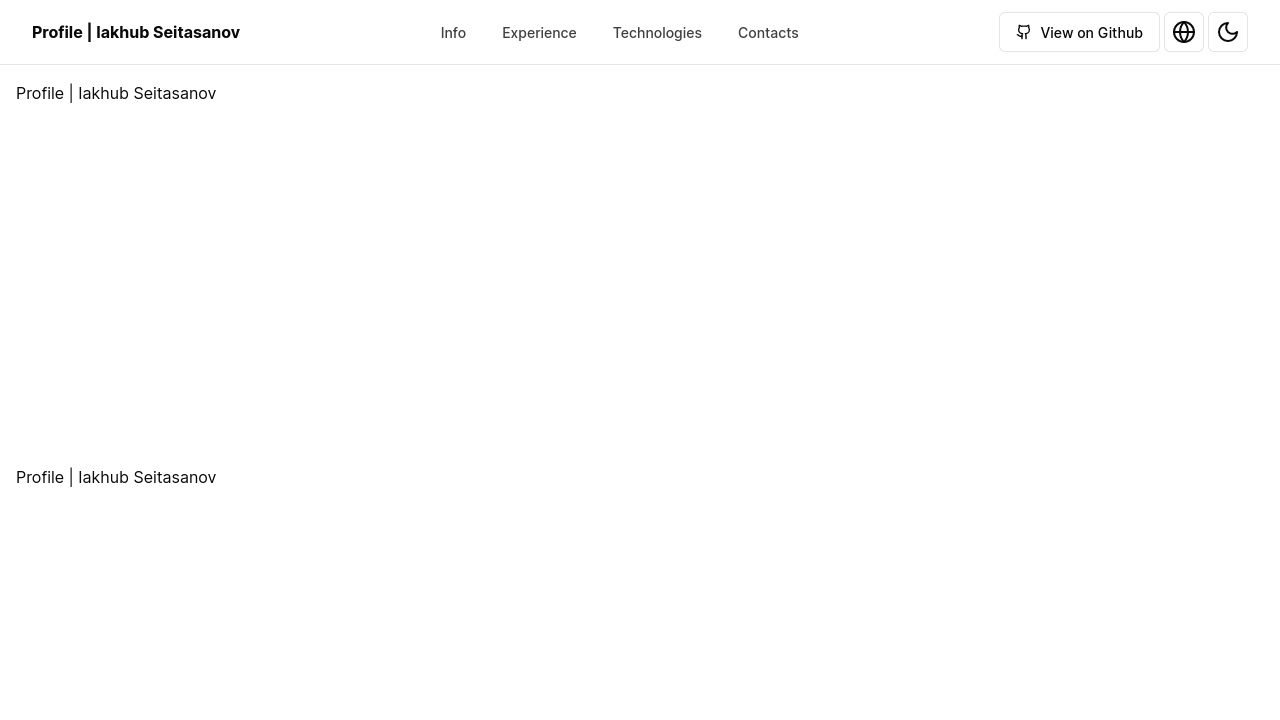 Profile | Iakhub Seitasanov
Info
Experience
Technologies
Contacts
View on Github
Profile | Iakhub Seitasanov
Profile | Iakhub Seitasanov